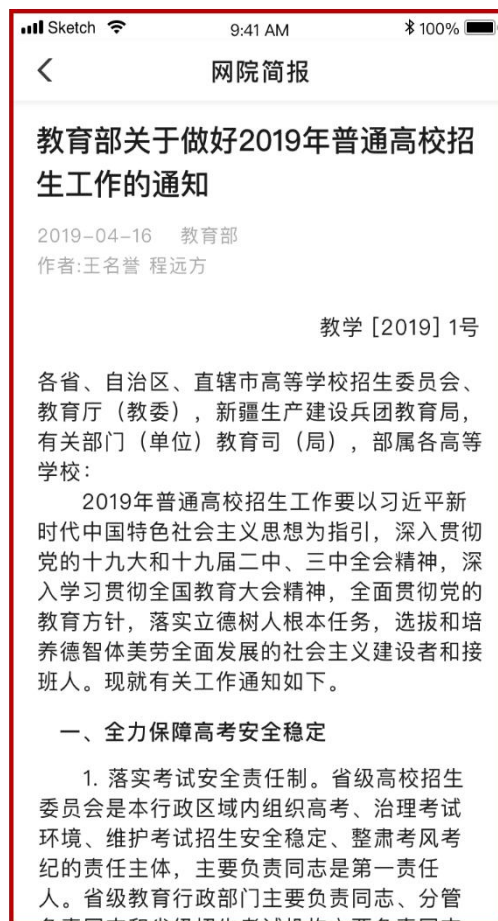 Sketch 9:41 AM 100%
网院简报
教育部关于做好2019年普通高校招
生工作的通知
2019-04-16 教育部
作者:王名誉 程远方
教学 [2019] 1号
各省、自治区、直辖市高等学校招生委员会、
教育厅（教委），新疆生产建设兵团教育局，
有关部门（单位）教育司（局），部属各高等
学校：
2019年普通高校招生工作要以习近平新
时代中国特色社会主义思想为指引，深入贯彻
党的十九大和十九届二中、三中全会精神，深
入学习贯彻全国教育大会精神，全面贯彻党的
教育方针，落实立德树人根本任务，选拔和培
养德智体美劳全面发展的社会主义建设者和接
班人。现就有关工作通知如下。
一、全力保障高考安全稳定
1. 落实考试安全责任制。省级高校招生
委员会是本行政区域内组织高考、治理考试
环境、维护考试招生安全稳定、整肃考风考
纪的责任主体，主要负责同志是第一责任
人。省级教育行政部门主要负责同志、分管